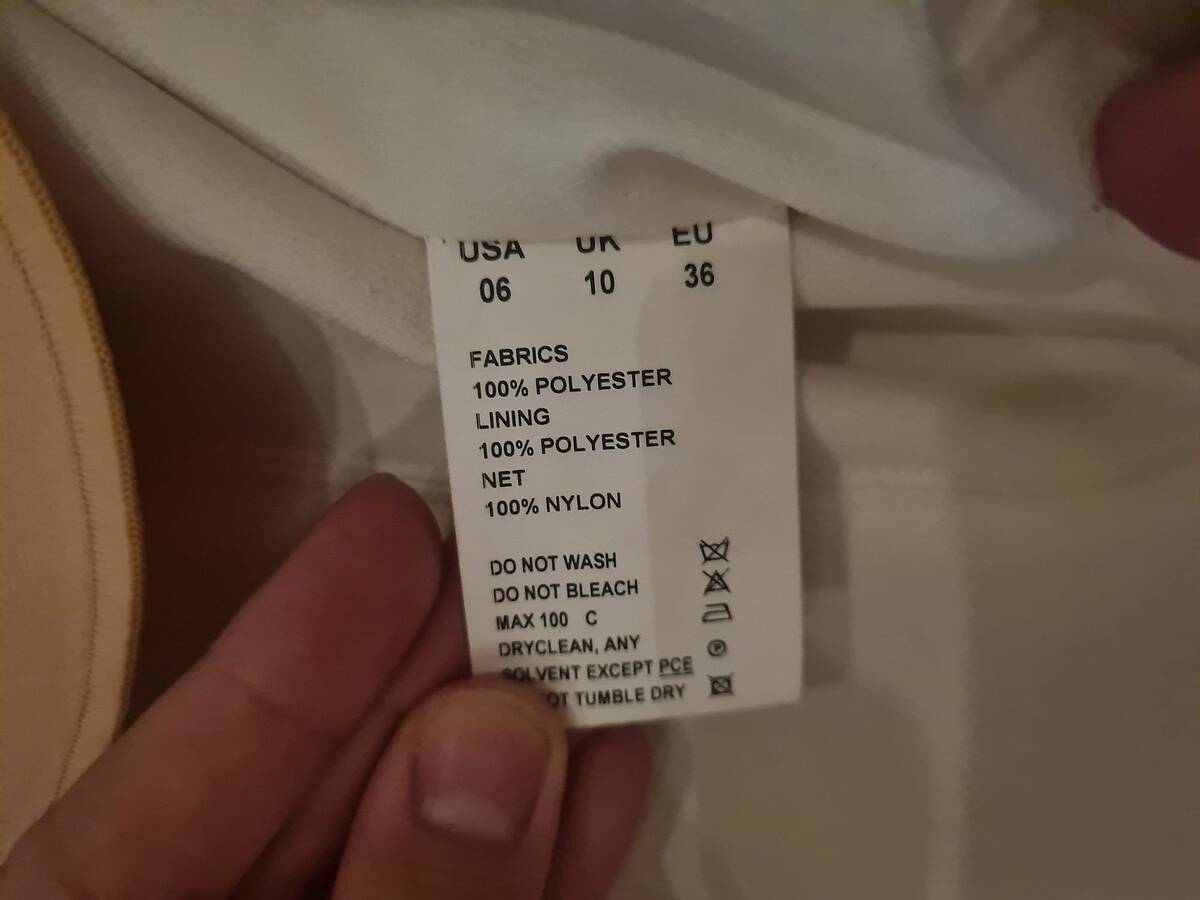 USA UK EU
06 10 36
FABRICS
100% POLYESTER
LINING
100% POLYESTER
NET
100% NYLON
DO NOT WASH
DO NOT BLEACH
MAX 100 C
DRYCLEAN, ANY
SOLVENT EXCEPT PCE
OT TUMBLE DRY